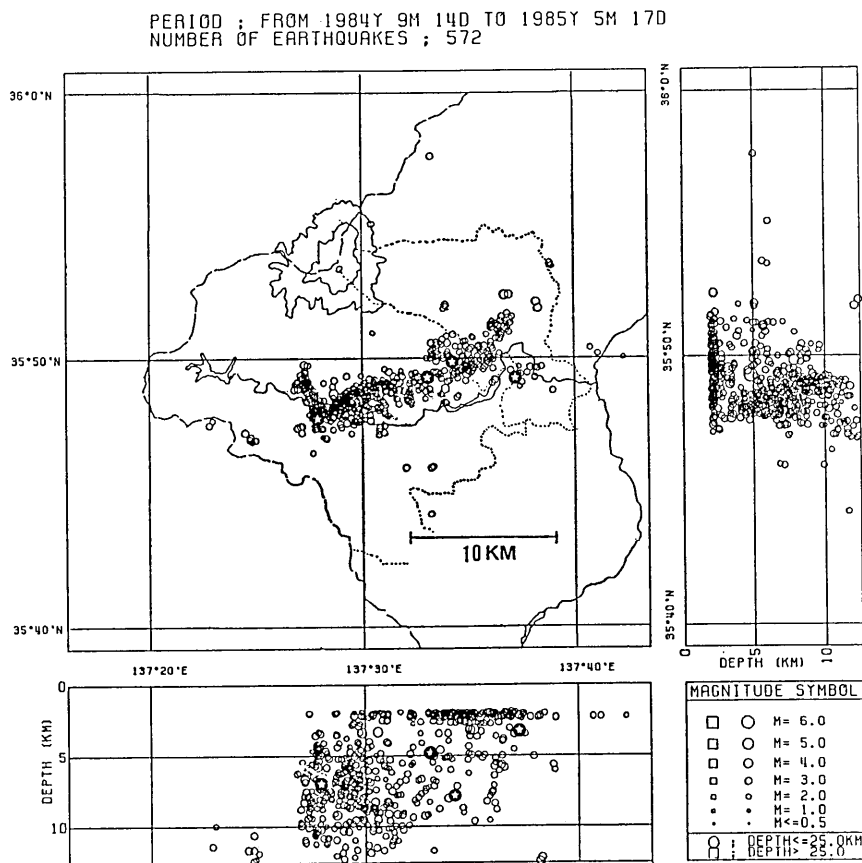 PERIOD ; FROM 1984Y 9M 14D TO 1985Y 5M 17D
NUMBER OF EARTHQUAKES ; 572
36°0'N
35°50'N
35°40'N
10 KM
137°20'E
137°30'E
137°40'E
36°0'N
35°50'N
35°40'N
0
5
10
DEPTH (KM)
0
5
10
DEPTH (KM)
MAGNITUDE SYMBOL
M= 6.0
M= 5.0
M= 4.0
M= 3.0
M= 2.0
M= 1.0
M<=0.5
; DEPTH<=25.0KM
; DEPTH> 25.0